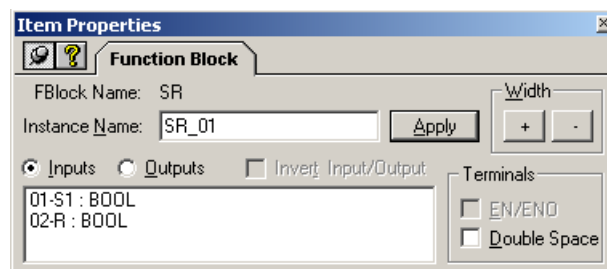 Item Properties
Function Block
FBlock Name: SR
Width
Instance Name: SR_01
Apply
+ -
Inputs Outputs Invert Input/Output
Terminals
01-S1 : BOOL
02-R : BOOL
EN/ENO
Double Space